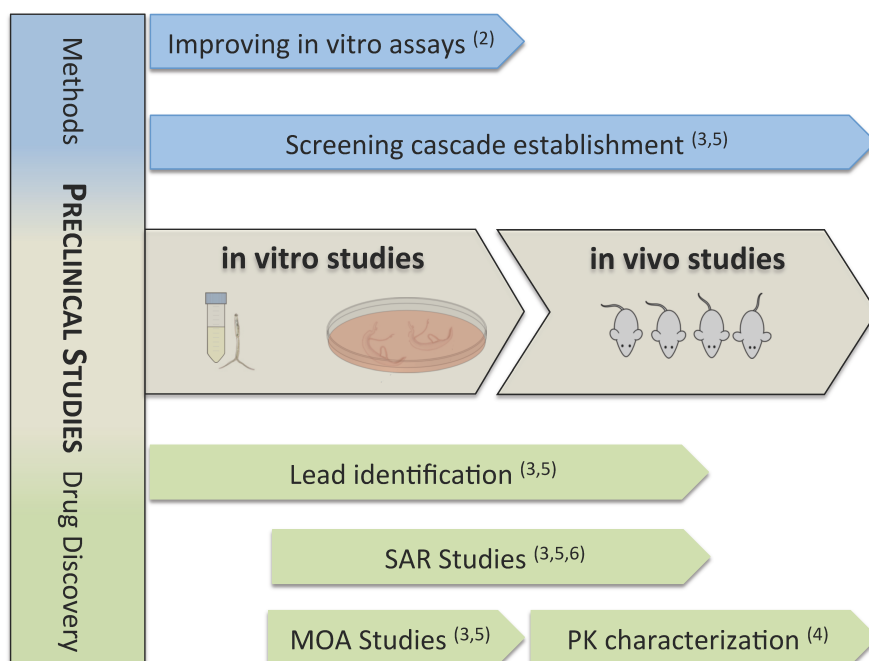 Methods
PRECLINICAL STUDIES
Drug Discovery
Improving in vitro assays (2)
Screening cascade establishment (3,5)
in vitro studies
in vivo studies
Lead identification (3,5)
SAR Studies (3,5,6)
MOA Studies (3,5)
PK characterization (4)